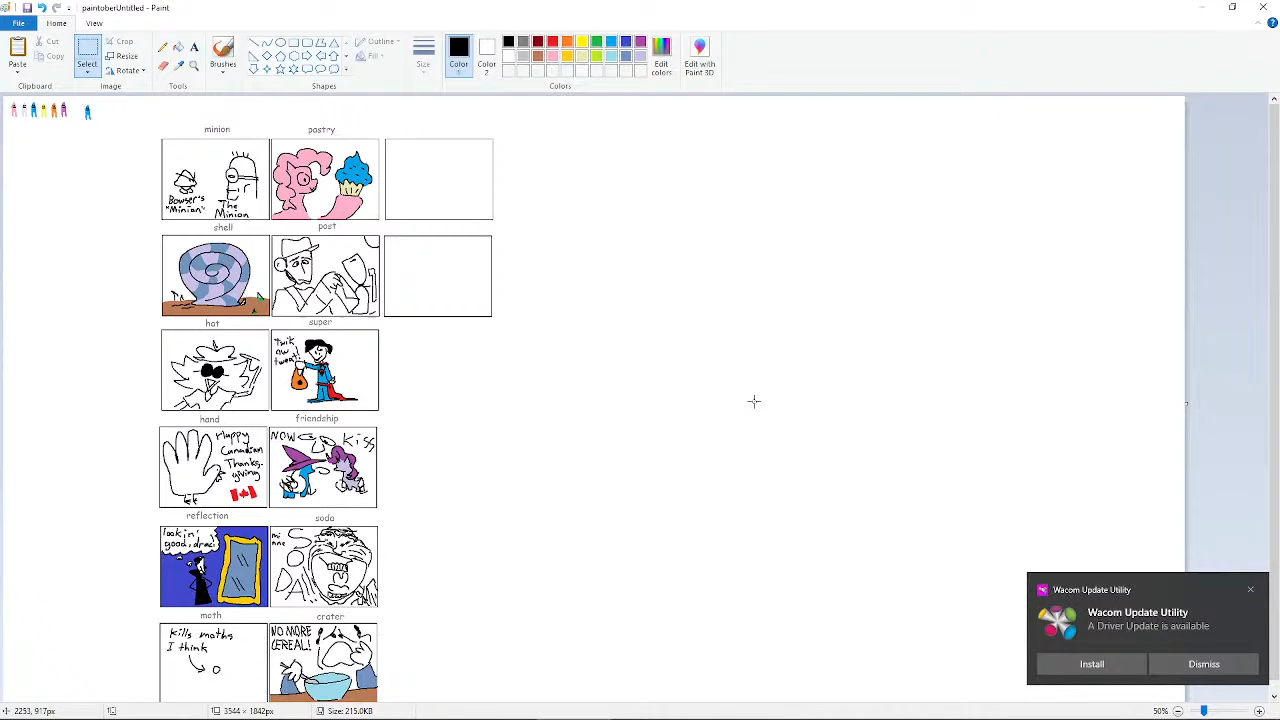 paintoberUntitled - Paint
File
Home
View
Paste
Cut
Copy
Clipboard
Select
Crop
Resize
Rotate
Image
A
Tools
Brushes
Shapes
Outline
Fill
Size
Color
1
Color
2
Edit
colors
Edit with
Paint 3D
Colors
minion
pastry
Bowser's
"Minion"
The
Minion
shell
post
hat
super
hand
friendship
Happy
Canadian
Thanks-
giving
NOW
Kiss
reflection
soda
lookin'
good, drac!
moth
crater
Kills moths
I think
NO MORE
CEREAL!
Wacom Update Utility
Wacom Update Utility
A Driver Update is available
Install
Dismiss
2253, 917px
3544 × 1842px
Size: 215.0KB
50%